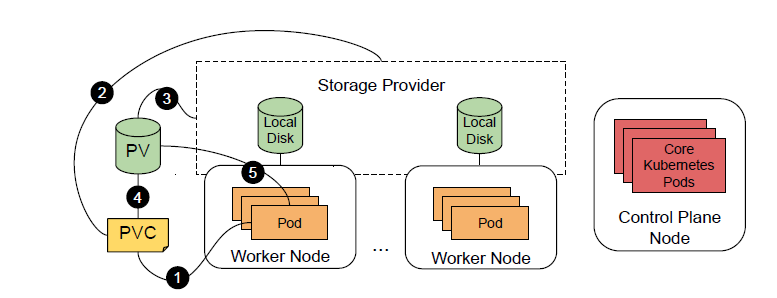 2
3
Storage Provider
Local
Disk
Local
Disk
PV
5
Core
Kubernetes
Pods
4
Pod
Pod
Control Plane
Node
PVC
Worker Node
...
Worker Node
1